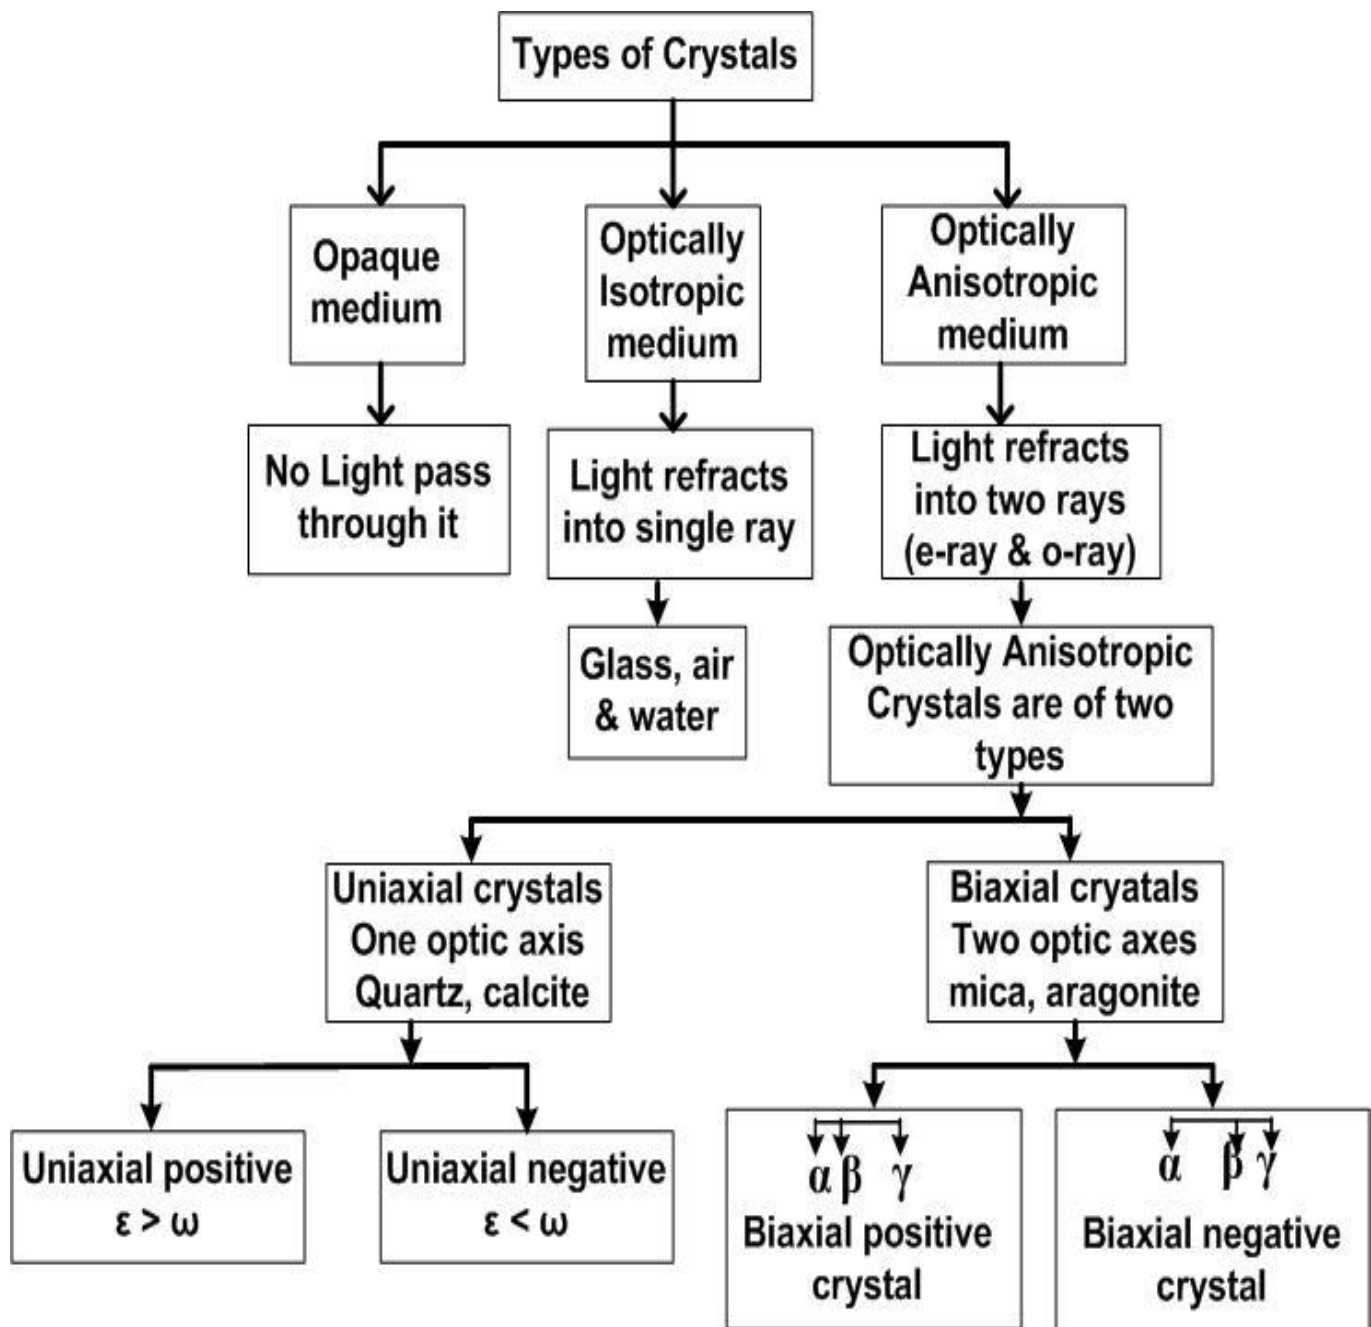 Types of Crystals
Opaque
medium
Optically
Isotropic
medium
Optically
Anisotropic
medium
No Light pass
through it
Light refracts
into single ray
Light refracts
into two rays
(e-ray & o-ray)
Glass, air
& water
Optically Anisotropic
Crystals are of two
types
Uniaxial crystals
One optic axis
Quartz, calcite
Biaxial cryatals
Two optic axes
mica, aragonite
Uniaxial positive
ε > ω
Uniaxial negative
ε < ω
α β γ
Biaxial positive
crystal
α β γ
Biaxial negative
crystal